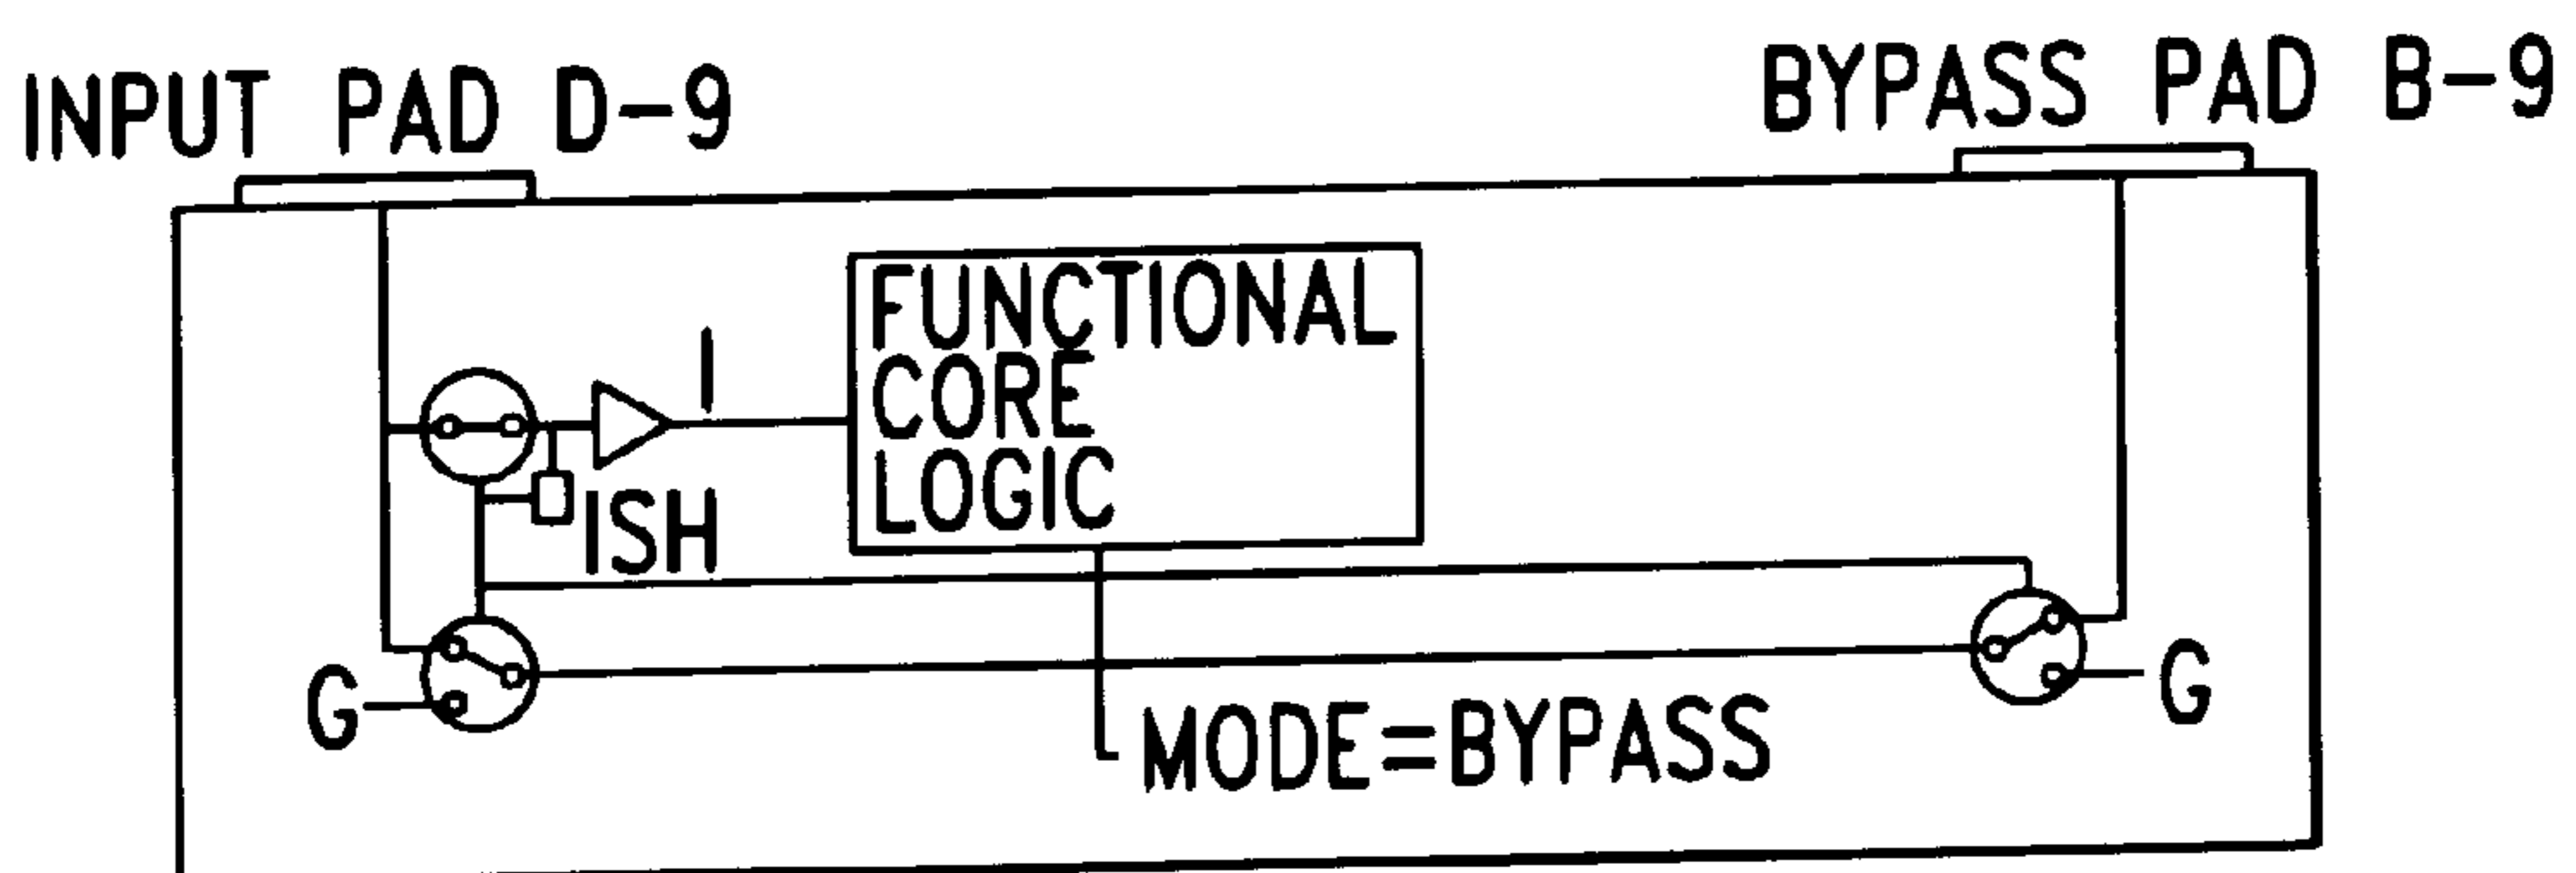 INPUT PAD D-9
BYPASS PAD B-9
FUNCTIONAL
CORE
LOGIC
I
ISH
G
G
MODE=BYPASS